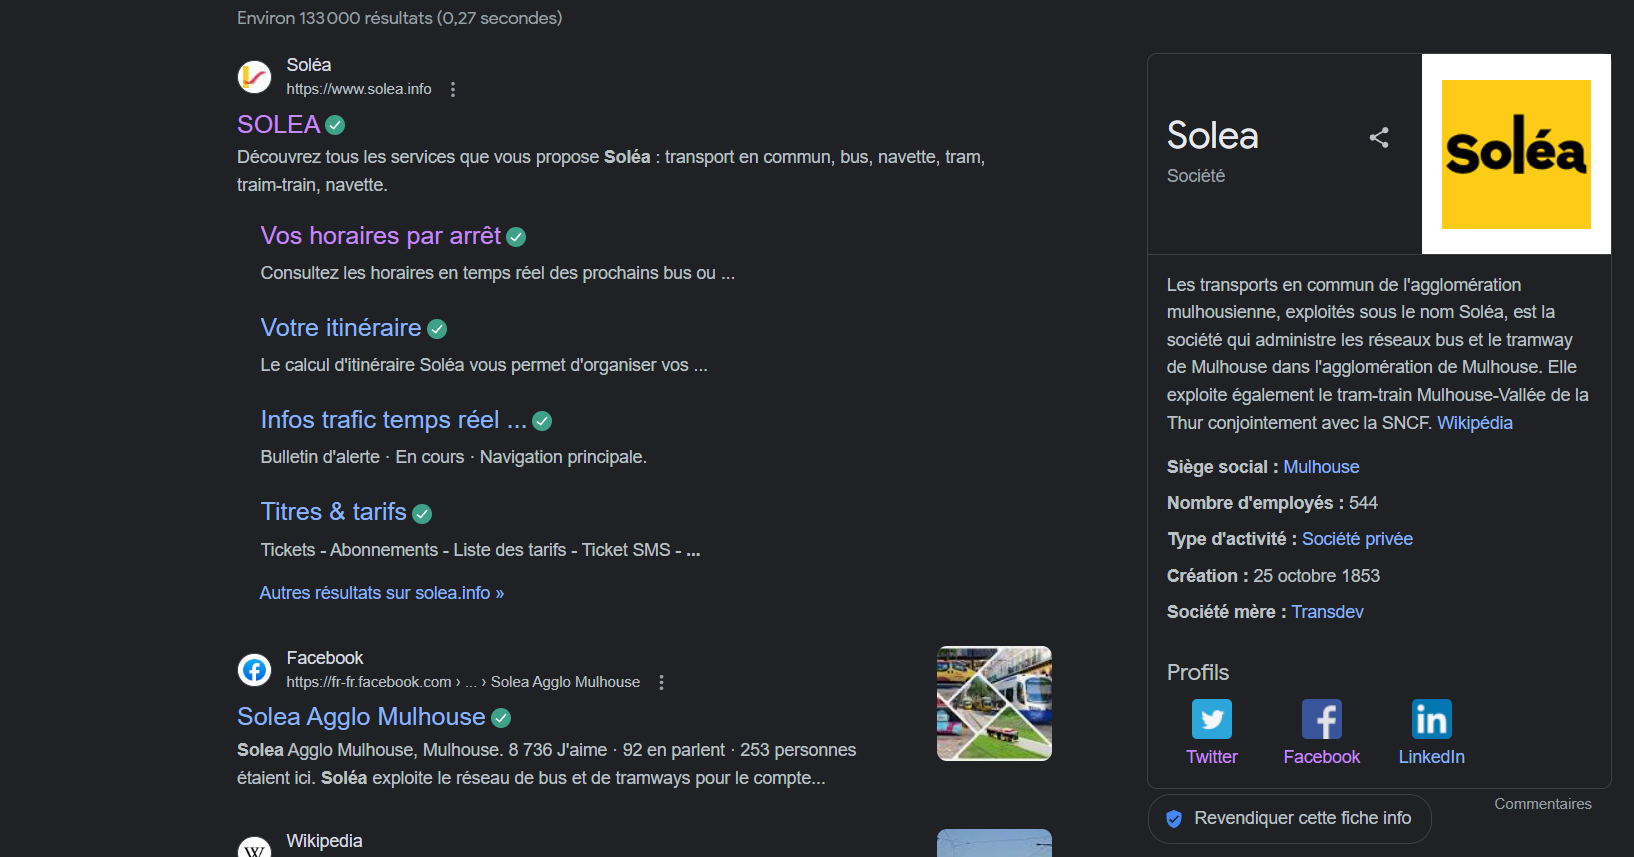 Environ 133 000 résultats (0,27 secondes)
Soléa
https://www.solea.info
SOLEA
Découvrez tous les services que vous propose Soléa : transport en commun, bus, navette, tram,
traim-train, navette.
Vos horaires par arrêt
Consultez les horaires en temps réel des prochains bus ou ...
Votre itinéraire
Le calcul d'itinéraire Soléa vous permet d'organiser vos ...
Infos trafic temps réel ...
Bulletin d'alerte · En cours · Navigation principale.
Titres & tarifs
Tickets - Abonnements - Liste des tarifs - Ticket SMS - ...
Autres résultats sur solea.info »
Facebook
https://fr-fr.facebook.com › ... › Solea Agglo Mulhouse
Solea Agglo Mulhouse
Solea Agglo Mulhouse, Mulhouse. 8 736 J'aime · 92 en parlent · 253 personnes
étaient ici. Soléa exploite le réseau de bus et de tramways pour le compte...
W
Wikipedia
Solea
Société
soléa
Les transports en commun de l'agglomération
mulhousienne, exploités sous le nom Soléa, est la
société qui administre les réseaux bus et le tramway
de Mulhouse dans l'agglomération de Mulhouse. Elle
exploite également le tram-train Mulhouse-Vallée de la
Thur conjointement avec la SNCF. Wikipédia
Siège social : Mulhouse
Nombre d'employés : 544
Type d'activité : Société privée
Création : 25 octobre 1853
Société mère : Transdev
Profils
Twitter
Facebook
LinkedIn
Revendiquer cette fiche info
Commentaires